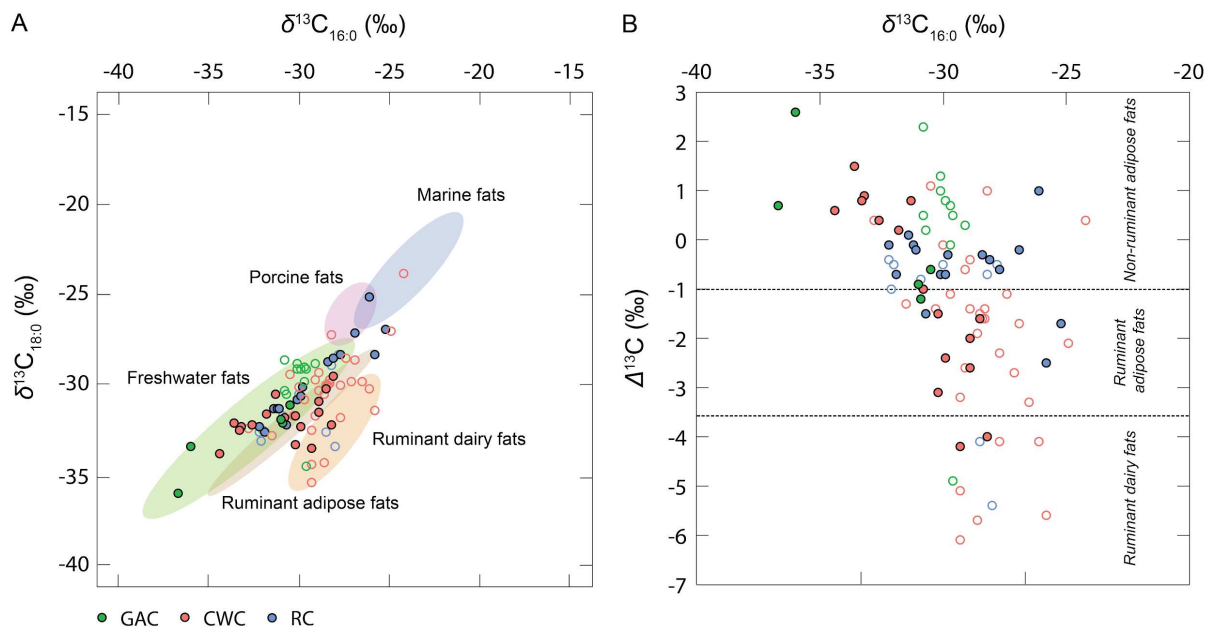 A
δ¹³C₁₆:₀ (‰)
-40 -35 -30 -25 -20 -15
δ¹³C₁₈:₀ (‰)
-15
-20
-25
-30
-35
-40
Marine fats
Porcine fats
Freshwater fats
Ruminant dairy fats
Ruminant adipose fats
GAC CWC RC
B
δ¹³C₁₆:₀ (‰)
-40 -35 -30 -25 -20
Δ¹³C (‰)
3
2
1
0
-1
-2
-3
-4
-5
-6
-7
Non-ruminant adipose fats
Ruminant
adipose fats
Ruminant dairy fats